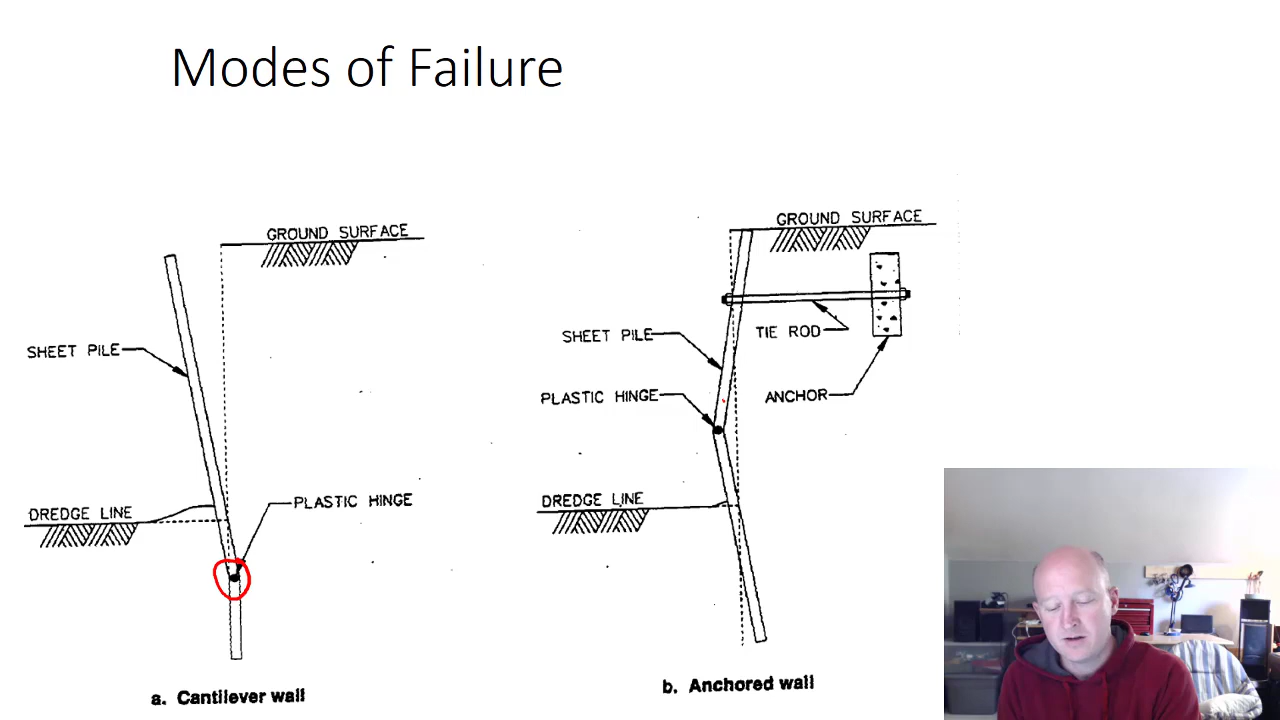 Modes of Failure
GROUND SURFACE
SHEET PILE
DREDGE LINE
PLASTIC HINGE
a. Cantilever wall
GROUND SURFACE
SHEET PILE
TIE ROD
PLASTIC HINGE
ANCHOR
DREDGE LINE
b. Anchored wall